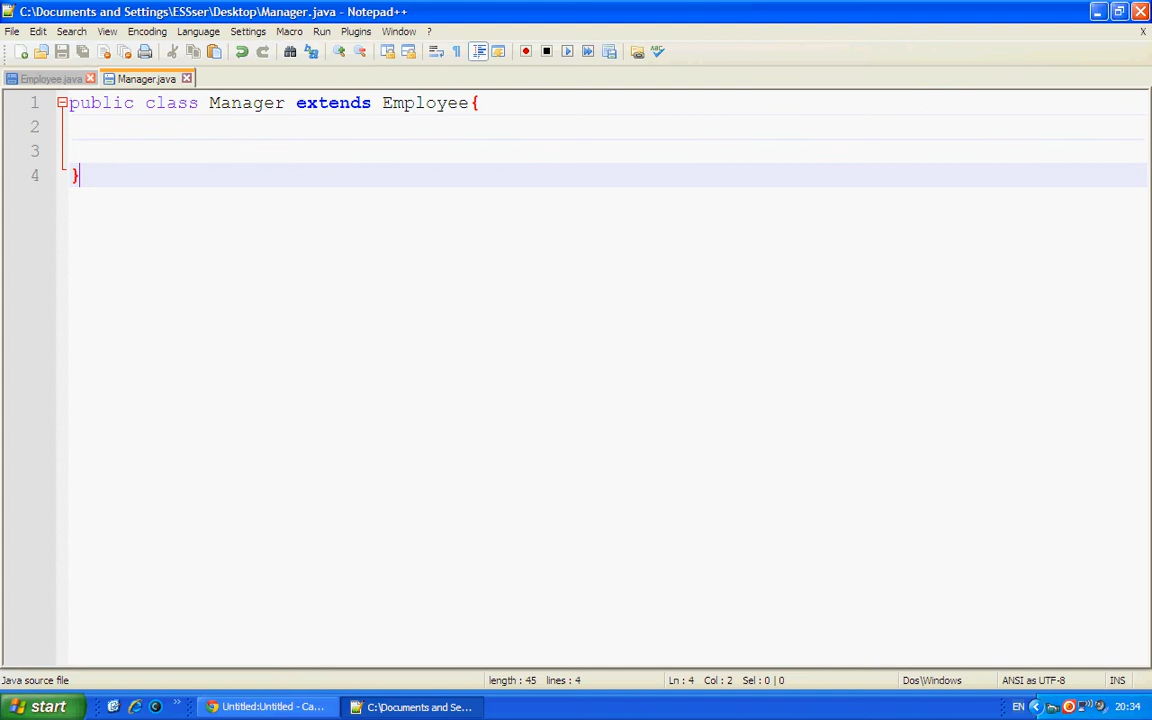 C:\Documents and Settings\ESSser\Desktop\Manager.java - Notepad++
File Edit Search View Encoding Language Settings Macro Run Plugins Window ? X
Employee.java Manager.java
1 public class Manager extends Employee{
2
3
4 }
Java source file length : 45 lines : 4 Ln : 4 Col : 2 Sel : 0 | 0 Dos\Windows ANSI as UTF-8 INS
start Untitled:Untitled - Ca... C:\Documents and Se... EN 20:34